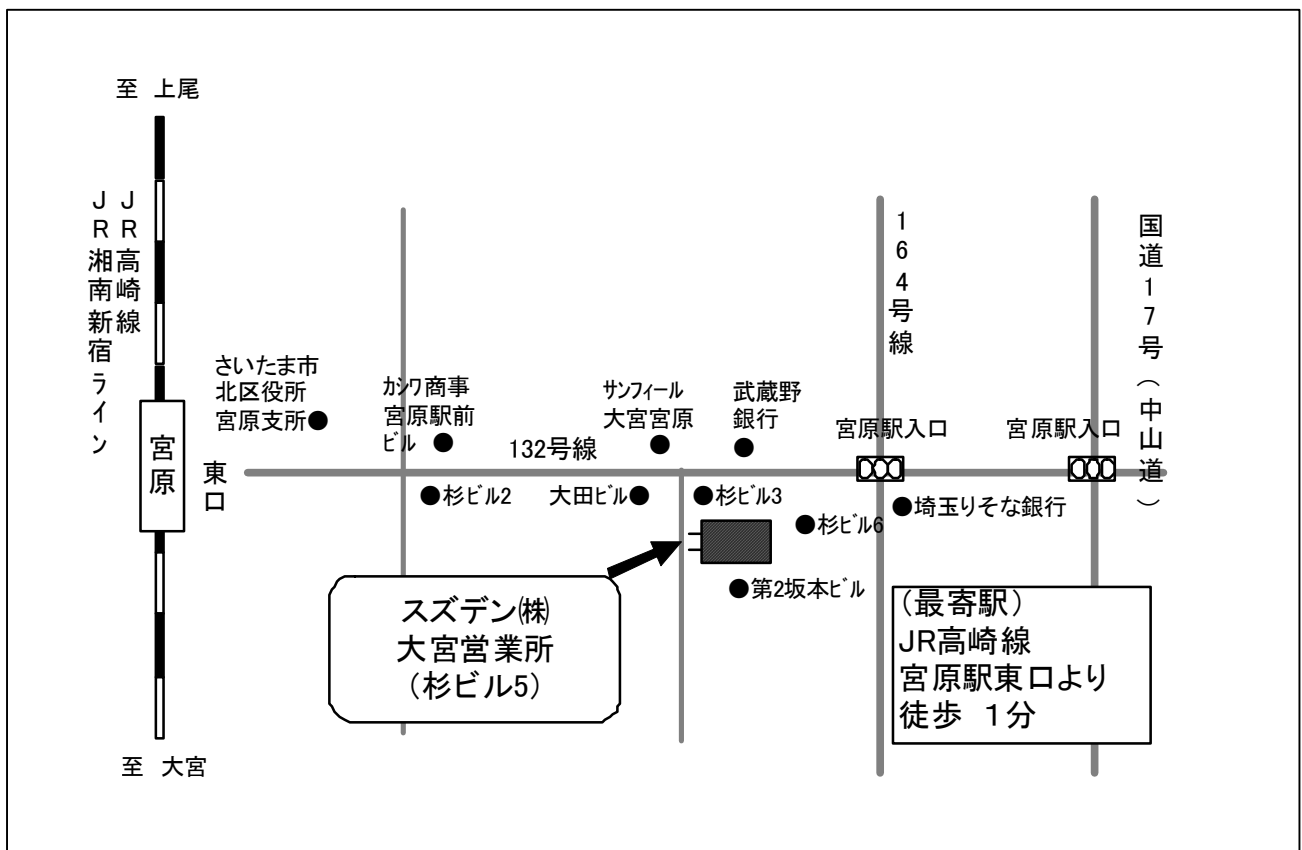 至 上尾
JR高崎線
JR湘南新宿ライン
宮原
東口
至 大宮
さいたま市
北区役所
宮原支所●
カシワ商事
宮原駅前
ビル
132号線
サンフィール
大宮宮原
武蔵野
銀行
164号線
国道17号(中山道)
宮原駅入口
宮原駅入口
●杉ビル2
大田ビル●
●杉ビル3
●杉ビル6
●埼玉りそな銀行
●第2坂本ビル
スズデン㈱
大宮営業所
(杉ビル5)
(最寄駅)
JR高崎線
宮原駅東口より
徒歩 1分